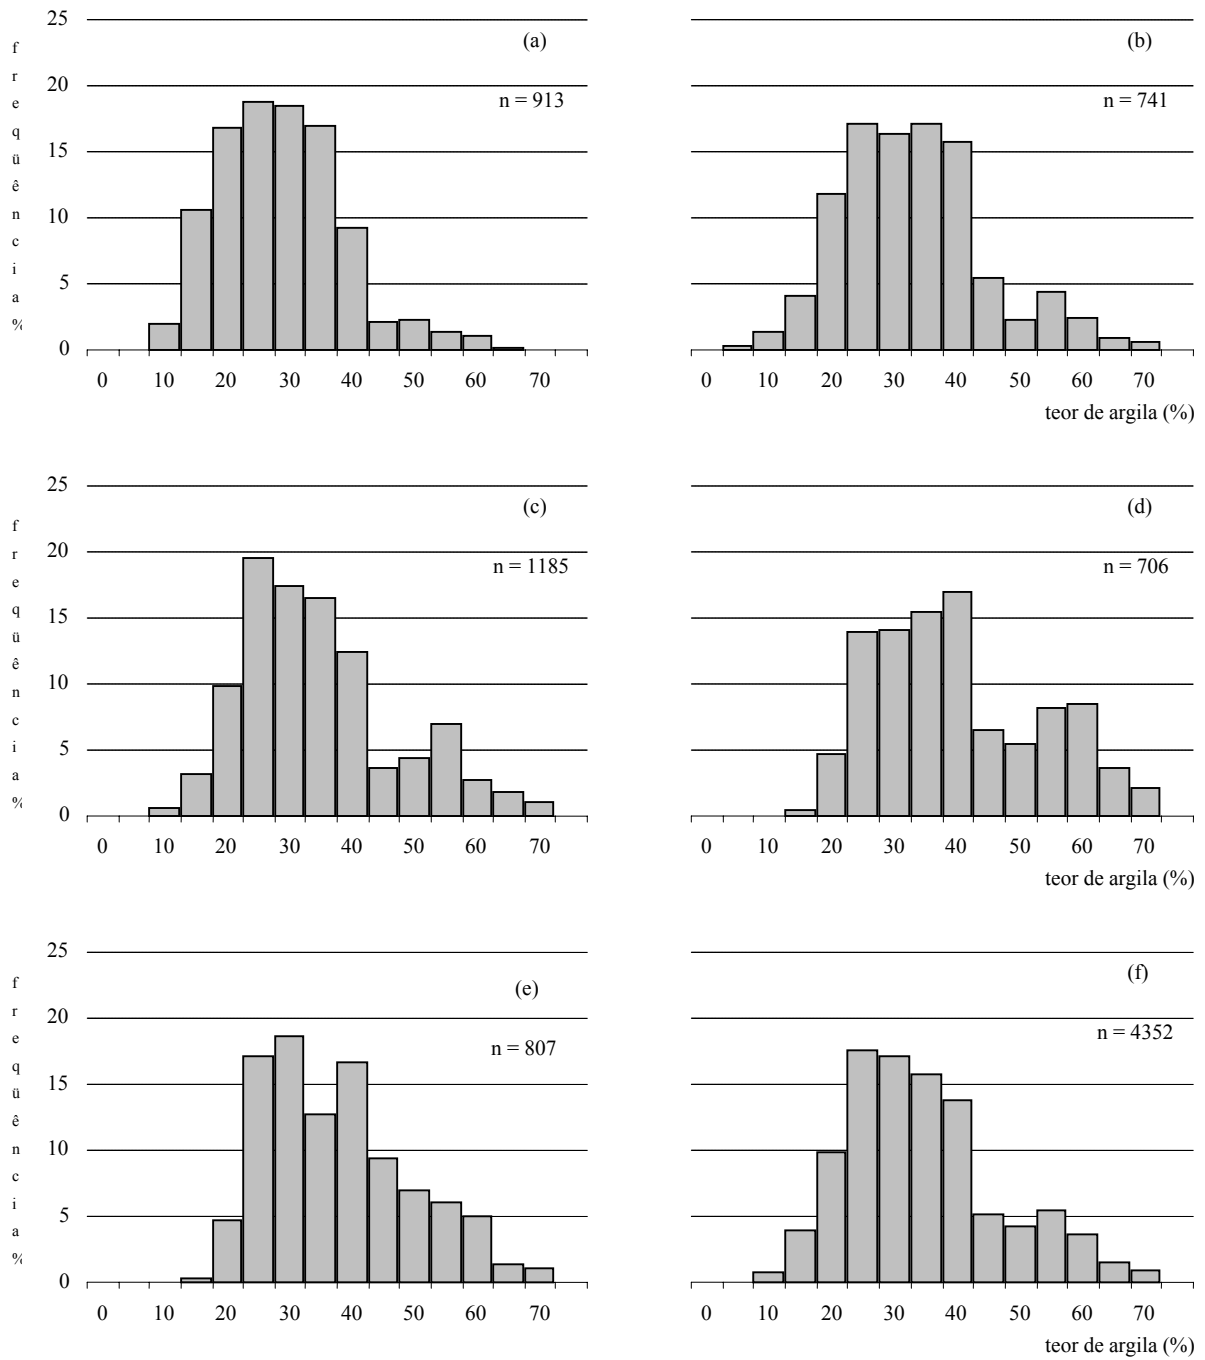 25
(a)
(b)
f
r
e
q
ü
ê
n
c
i
a
%
20
n = 913
n = 741
15
10
5
0
0 10 20 30 40 50 60 70
0 10 20 30 40 50 60 70
teor de argila (%)
25
(c)
(d)
f
r
e
q
ü
ê
n
c
i
a
%
20
n = 1185
n = 706
15
10
5
0
0 10 20 30 40 50 60 70
0 10 20 30 40 50 60 70
teor de argila (%)
25
(e)
(f)
f
r
e
q
ü
ê
n
c
i
a
%
20
n = 807
n = 4352
15
10
5
0
0 10 20 30 40 50 60 70
0 10 20 30 40 50 60 70
teor de argila (%)